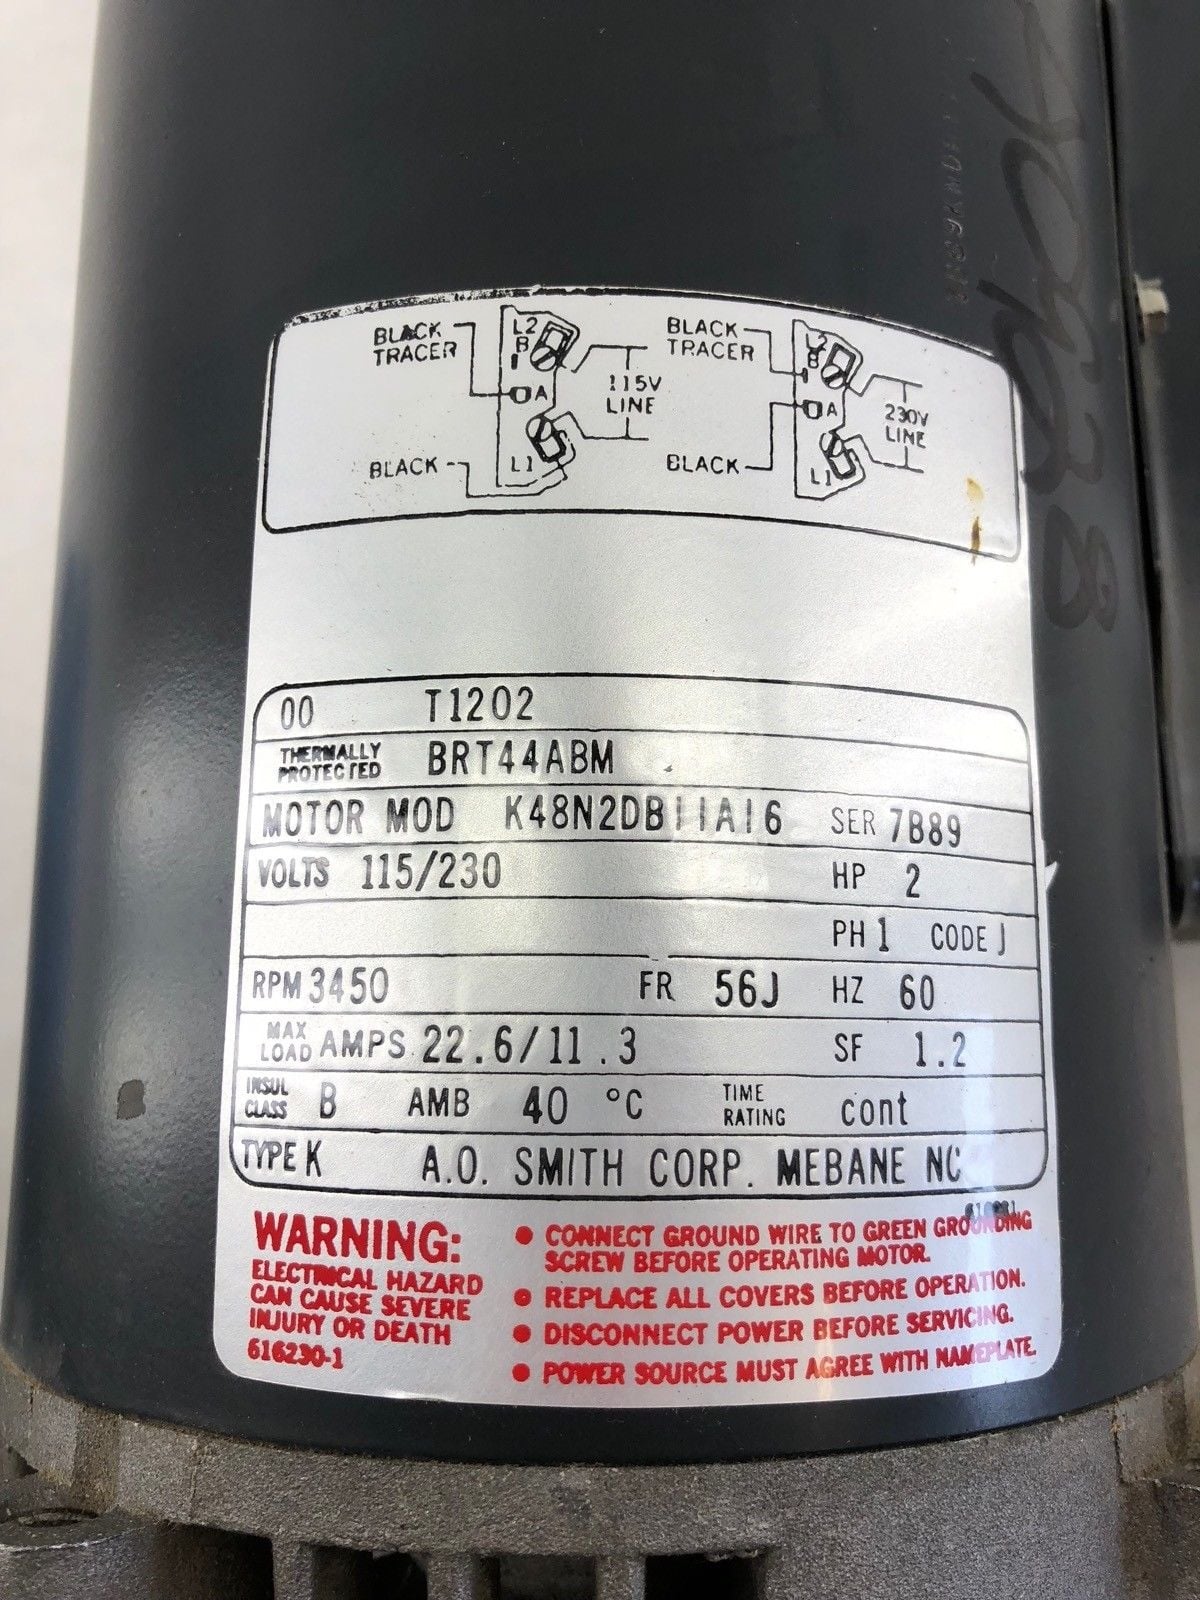 BLACK
TRACER
L2
B
A
115V
LINE
BLACK
L1
BLACK
TRACER
L2
B
A
230V
LINE
BLACK
L1
00 T1202
THERMALLY
PROTECTED BRT44ABM
MOTOR MOD K48N2DB11A16 SER 7B89
VOLTS 115/230 HP 2
PH 1 CODE J
RPM 3450 FR 56J HZ 60
MAX
LOAD AMPS 22.6/11.3 SF 1.2
INSUL
CLASS B AMB 40 °C TIME
RATING cont
TYPE K A.O. SMITH CORP. MEBANE NC
WARNING:
ELECTRICAL HAZARD
CAN CAUSE SEVERE
INJURY OR DEATH
616230-1
• CONNECT GROUND WIRE TO GREEN GROUNDING
SCREW BEFORE OPERATING MOTOR.
• REPLACE ALL COVERS BEFORE OPERATION.
• DISCONNECT POWER BEFORE SERVICING.
• POWER SOURCE MUST AGREE WITH NAMEPLATE.